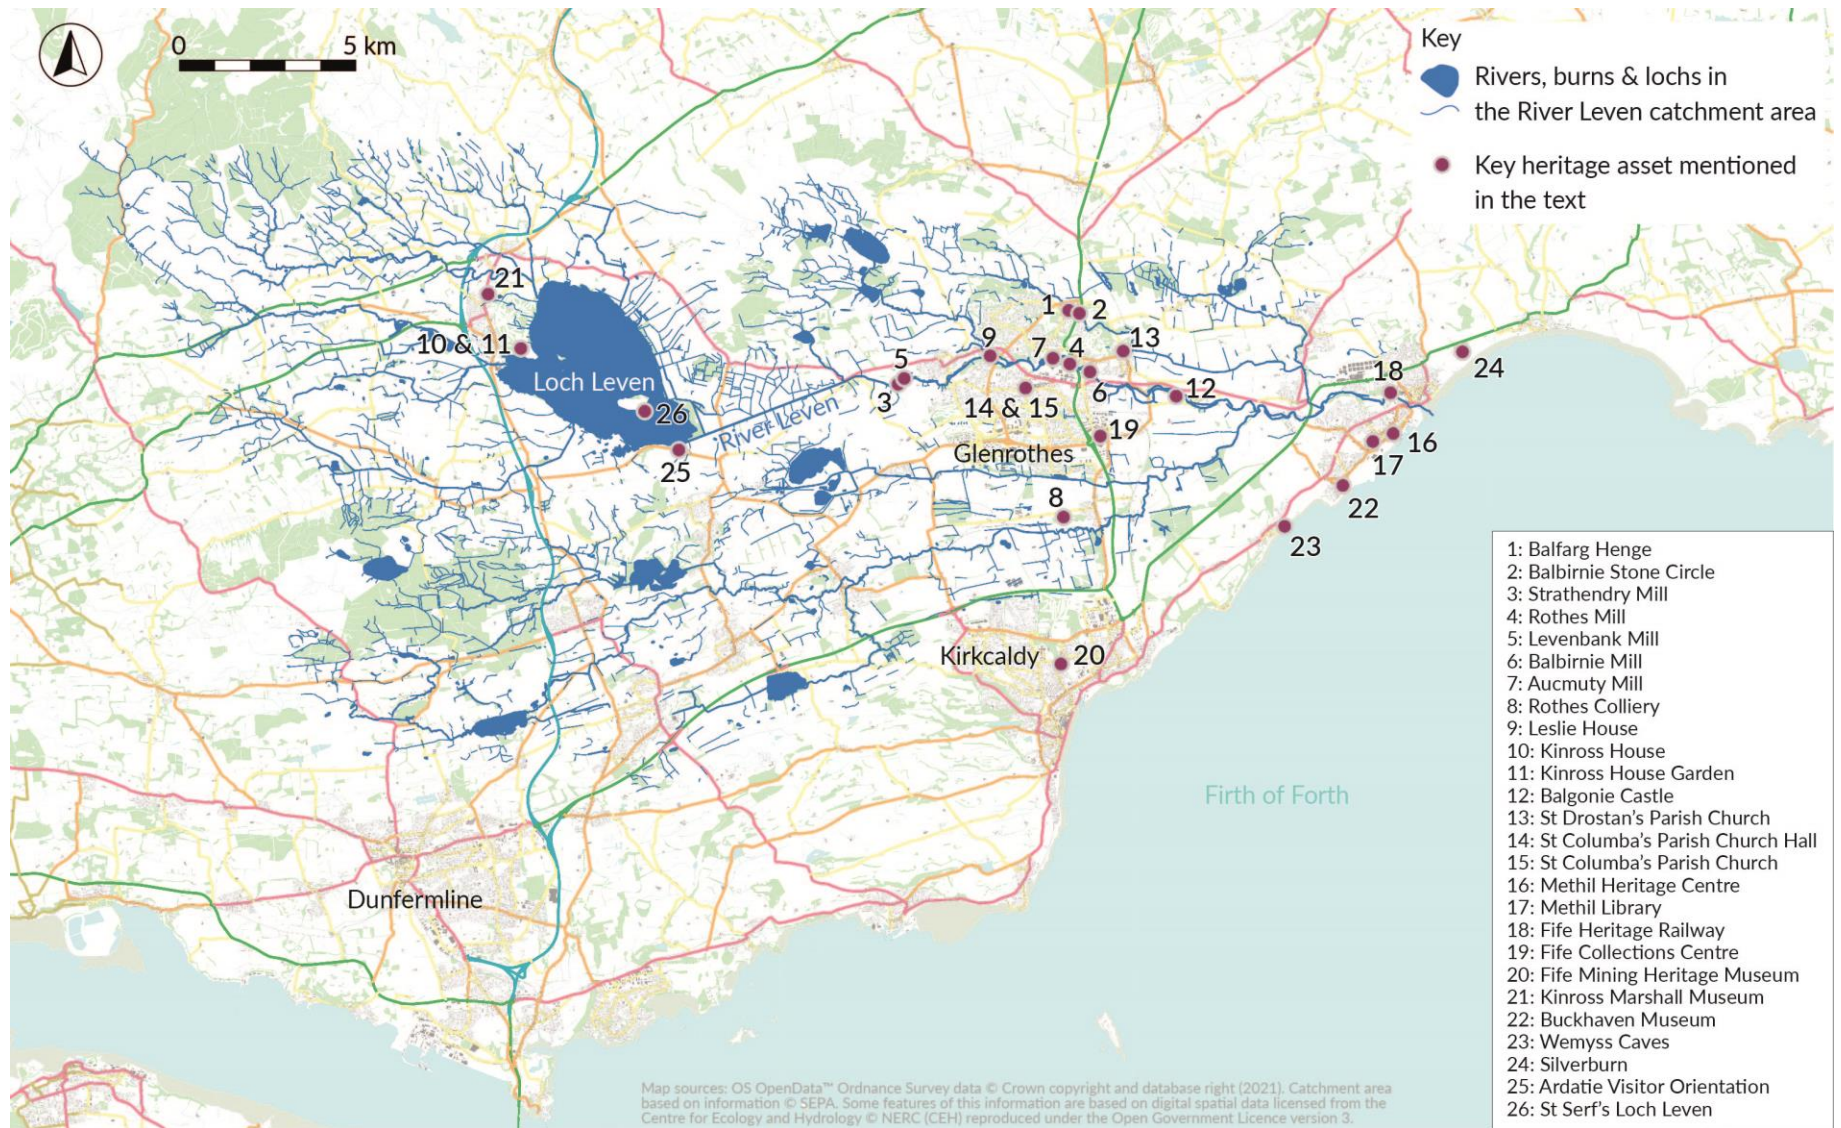 0 5 km
Key
Rivers, burns & lochs in
the River Leven catchment area
Key heritage asset mentioned
in the text
21
10 & 11
Loch Leven
26
25
River Leven
3
5
9
1
2
7
4
13
6
12
14 & 15
19
Glenrothes
8
18
24
16
17
22
23
Kirkcaldy
20
Firth of Forth
Dunfermline
1: Balfarg Henge
2: Balbirnie Stone Circle
3: Strathendry Mill
4: Rothes Mill
5: Levenbank Mill
6: Balbirnie Mill
7: Aucmuty Mill
8: Rothes Colliery
9: Leslie House
10: Kinross House
11: Kinross House Garden
12: Balgonie Castle
13: St Drostan's Parish Church
14: St Columba's Parish Church Hall
15: St Columba's Parish Church
16: Methil Heritage Centre
17: Methil Library
18: Fife Heritage Railway
19: Fife Collections Centre
20: Fife Mining Heritage Museum
21: Kinross Marshall Museum
22: Buckhaven Museum
23: Wemyss Caves
24: Silverburn
25: Ardatie Visitor Orientation
26: St Serf's Loch Leven
Map sources: OS OpenData™ Ordnance Survey data © Crown copyright and database right (2021). Catchment area
based on information © SEPA. Some features of this information are based on digital spatial data licensed from the
Centre for Ecology and Hydrology © NERC (CEH) reproduced under the Open Government Licence version 3.